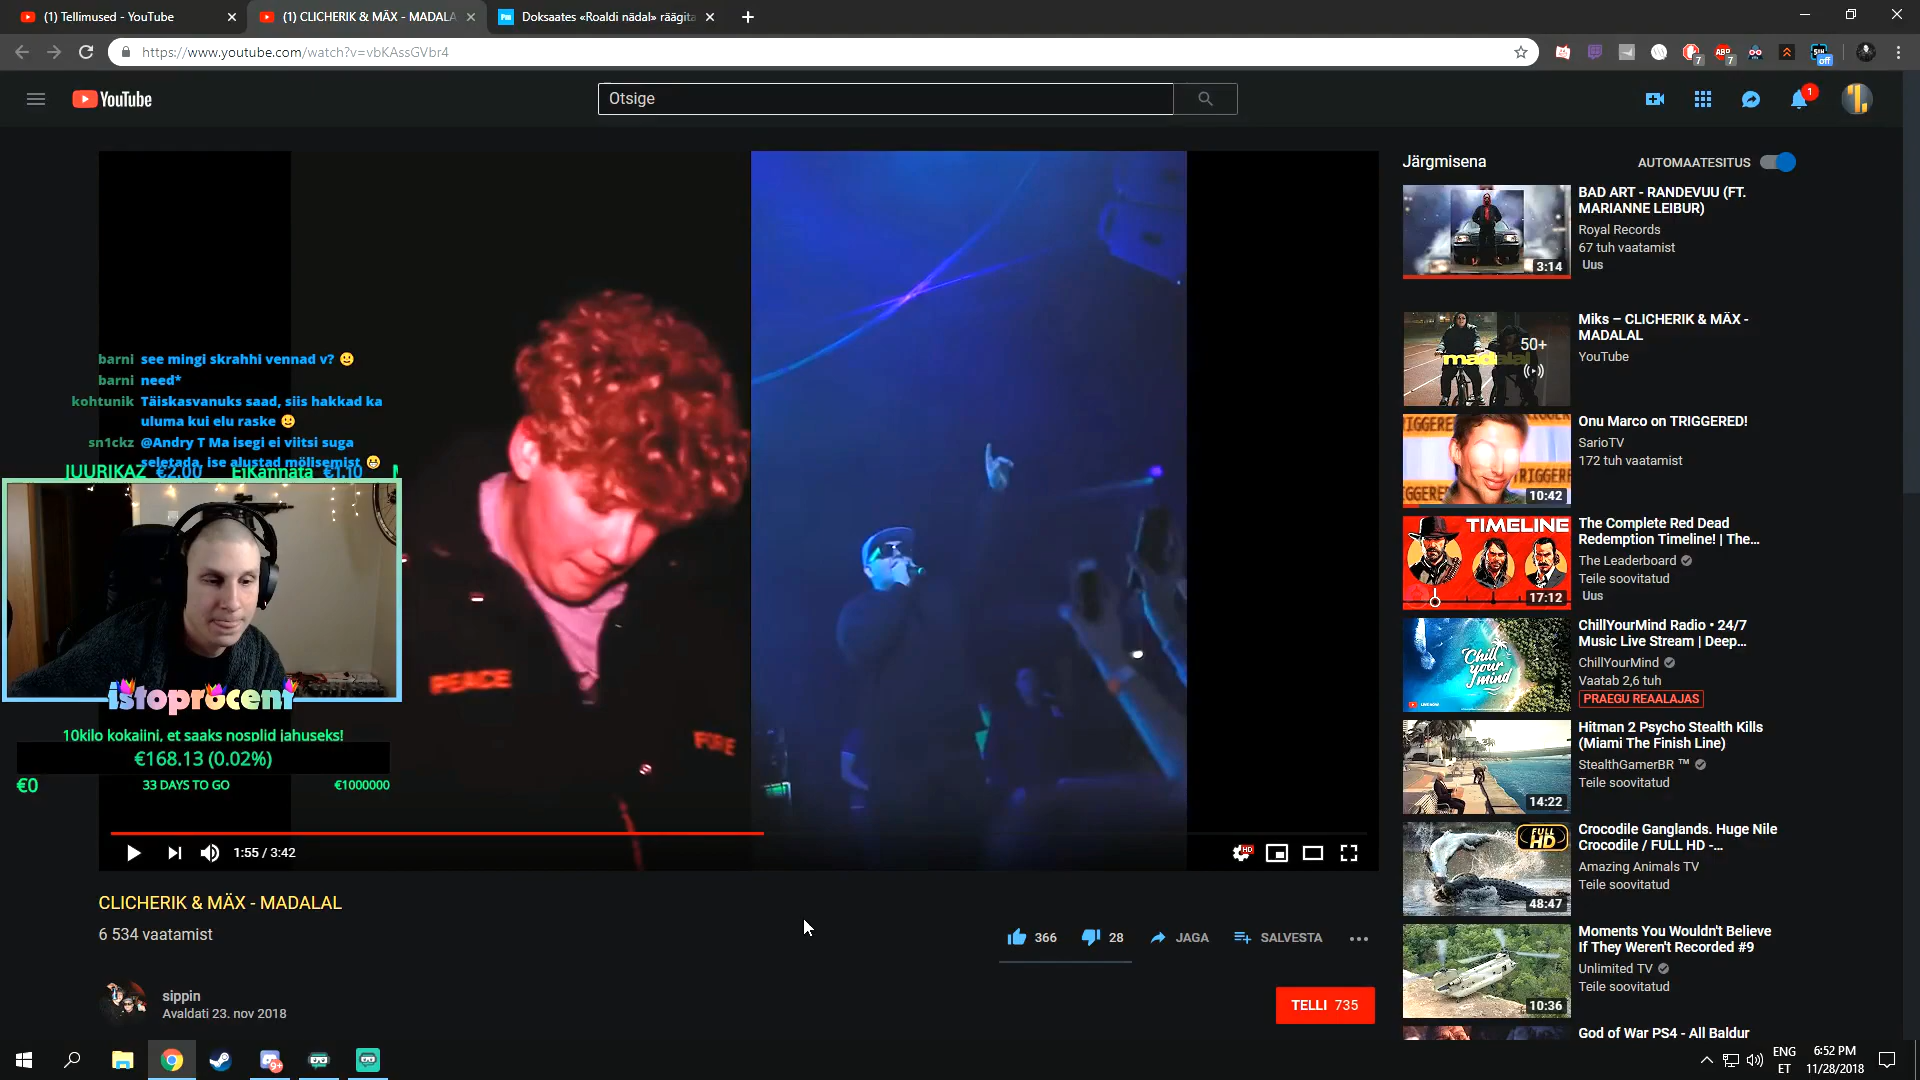 (1) Tellimused - YouTube
(1) CLICHERIK & MÄX - MADALA
Doksaates «Roaldi nädal» räägita
https://www.youtube.com/watch?v=vbKAssGVbr4
YouTube
Otsige
1
barni see mingi skrahhi vennad v?
barni need*
kohtunik Täiskasvanuks saad, siis hakkad ka
uluma kui elu raske
sn1ckz @Andry T Ma isegi ei viitsi suga
seletada, ise alustad mölisemist
JUURIKAZ €2.00 EiKannata €1.10
istoprocent
10kilo kokaiini, et saaks nosplid jahuseks!
€168.13 (0.02%)
€0 33 DAYS TO GO €1000000
PEACE
FIRE
1:55 / 3:42
HD
CLICHERIK & MÄX - MADALAL
6 534 vaatamist
366 28 JAGA SALVESTA
sippin
Avaldati 23. nov 2018
TELLI 735
Järgmisena AUTOMAATESITUS
3:14
BAD ART - RANDEVUU (FT.
MARIANNE LEIBUR)
Royal Records
67 tuh vaatamist
Uus
madalal
50+
Miks – CLICHERIK & MÄX -
MADALAL
YouTube
TRIGGERED
10:42
Onu Marco on TRIGGERED!
SarioTV
172 tuh vaatamist
TIMELINE
17:12
The Complete Red Dead
Redemption Timeline! | The...
The Leaderboard
Teile soovitatud
Uus
Chill
your
mind
ChillYourMind Radio • 24/7
Music Live Stream | Deep...
ChillYourMind
Vaatab 2,6 tuh
PRAEGU REAALAJAS
14:22
Hitman 2 Psycho Stealth Kills
(Miami The Finish Line)
StealthGamerBR ™
Teile soovitatud
FULL
HD
48:47
Crocodile Ganglands. Huge Nile
Crocodile / FULL HD -...
Amazing Animals TV
Teile soovitatud
10:36
Moments You Wouldn't Believe
If They Weren't Recorded #9
Unlimited TV
Teile soovitatud
God of War PS4 - All Baldur
ENG
ET
6:52 PM
11/28/2018